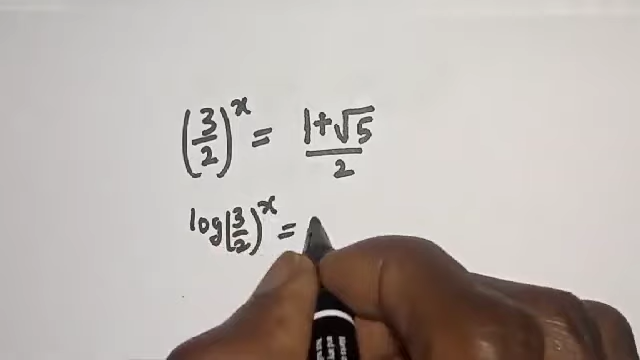 (3/2)^x = (1+√5)/2
log(3/2)^x =